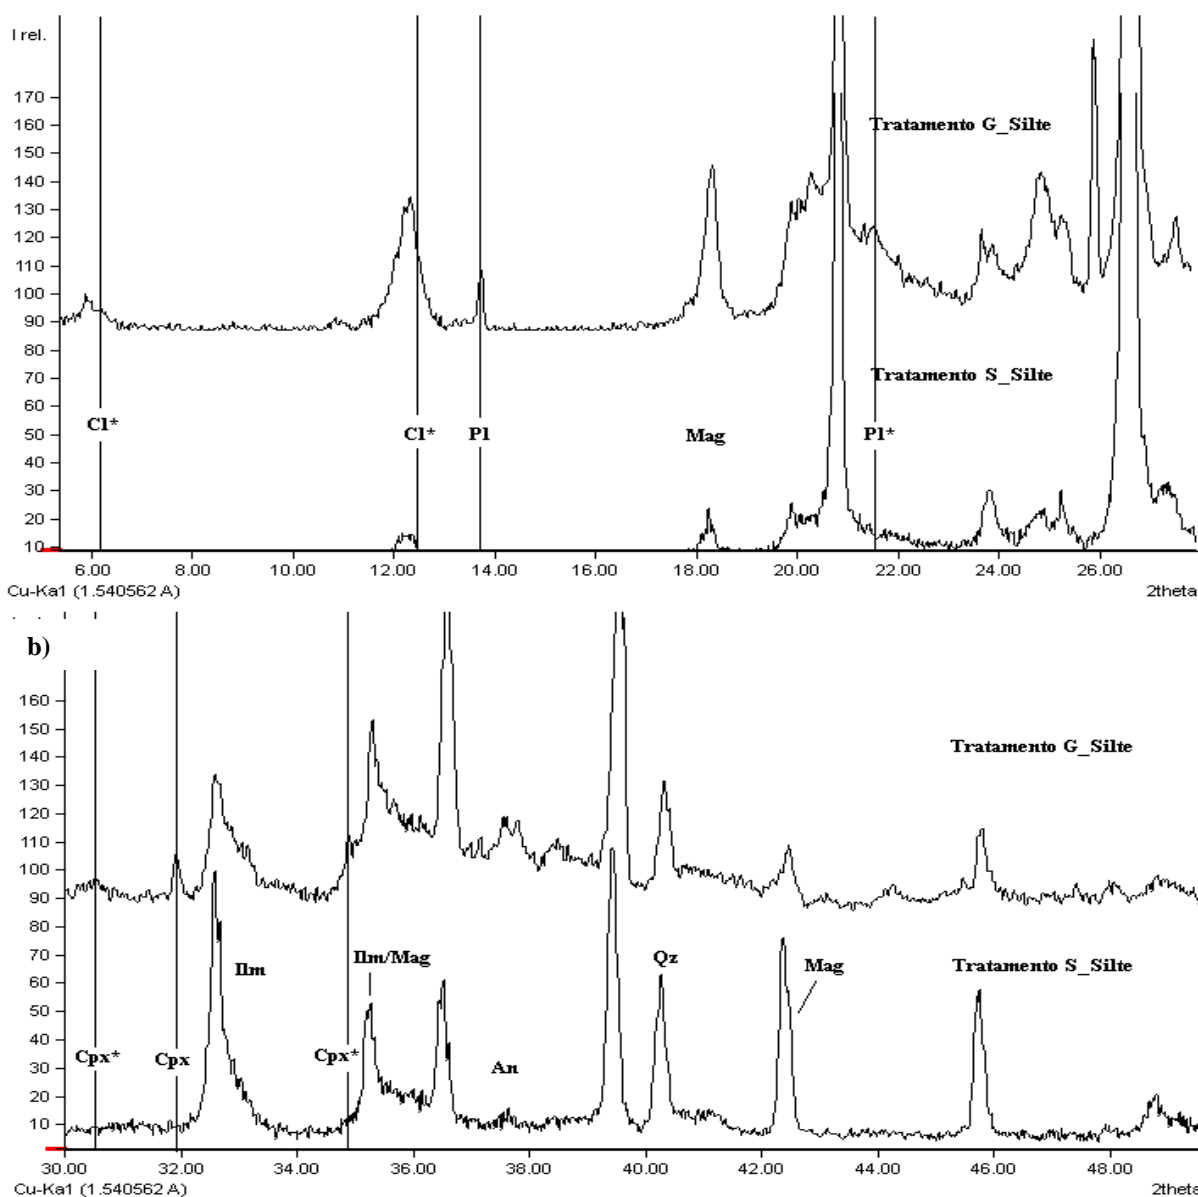 I rel.
170
160
150
140
130
120
110
100
90
80
70
60
50
40
30
20
10
Tratamento G_Silte
Tratamento S_Silte
Cl*
Cl*
Pl
Mag
Pl*
6.00 8.00 10.00 12.00 14.00 16.00 18.00 20.00 22.00 24.00 26.00
Cu-Ka1 (1.540562 A) 2theta
b)
160
150
140
130
120
110
100
90
80
70
60
50
40
30
20
10
Tratamento G_Silte
Ilm
Ilm/Mag
Qz
Mag
Tratamento S_Silte
Cpx*
Cpx
Cpx*
An
30.00 32.00 34.00 36.00 38.00 40.00 42.00 44.00 46.00 48.00
Cu-Ka1 (1.540562 A) 2theta